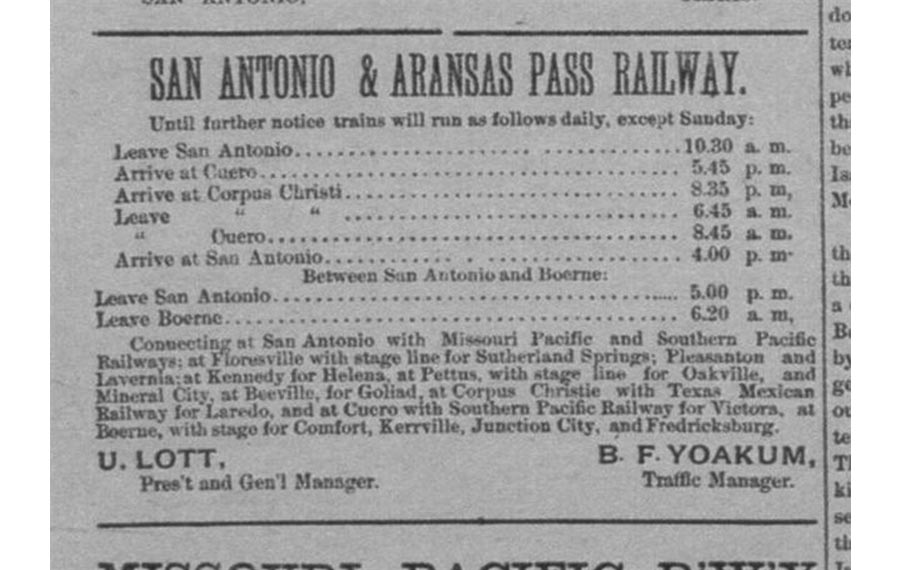 SAN ANTONIO,
SAN ANTONIO & ARANSAS PASS RAILWAY.
Until further notice trains will run as follows daily, except Sunday:
Leave San Antonio........................................10.30 a. m.
Arrive at Cuero........................................ 5.45 p. m.
Arrive at Corpus Christi.................................. 8.35 p. m,
Leave " " .................................. 6.45 a. m.
" Cuero........................................ 8.45 a. m.
Arrive at San Antonio.................................. 4.00 p. m-
Between San Antonio and Boerne:
Leave San Antonio........................................ 5.00 p. m.
Leave Boerne........................................ 6.20 a. m,
Connecting at San Antonio with Missouri Pacific and Southern Pacific
Railways; at Floresville with stage line for Sutherland Springs; Pleasanton and
Lavernia; at Kennedy for Helena, at Pettus, with stage line for Oakville, and
Mineral City, at Beeville, for Goliad, at Corpus Christie with Texas Mexican
Railway for Laredo, and at Cuero with Southern Pacific Railway for Victora, at
Boerne, with stage for Comfort, Kerrville, Junction City, and Fredricksburg.
U. LOTT, B. F. YOAKUM,
Pres't and Gen'l Manager. Traffic Manager.
MISSOURI PACIFIC R'W'Y